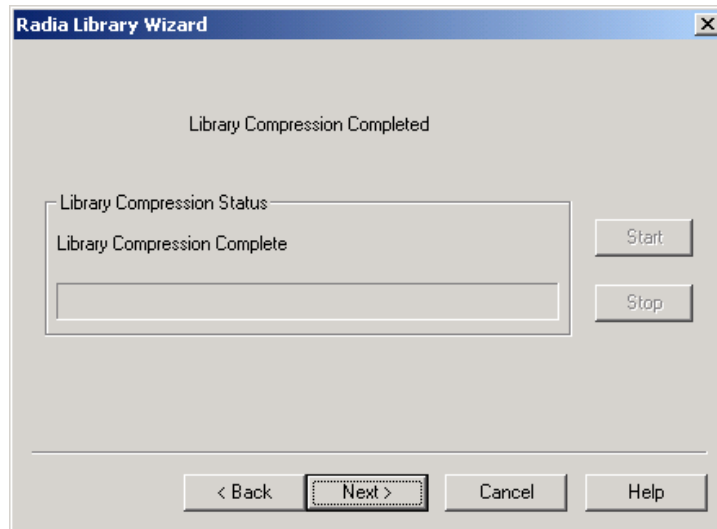 Radia Library Wizard
Library Compression Completed
Library Compression Status
Library Compression Complete
Start
Stop
< Back
Next >
Cancel
Help